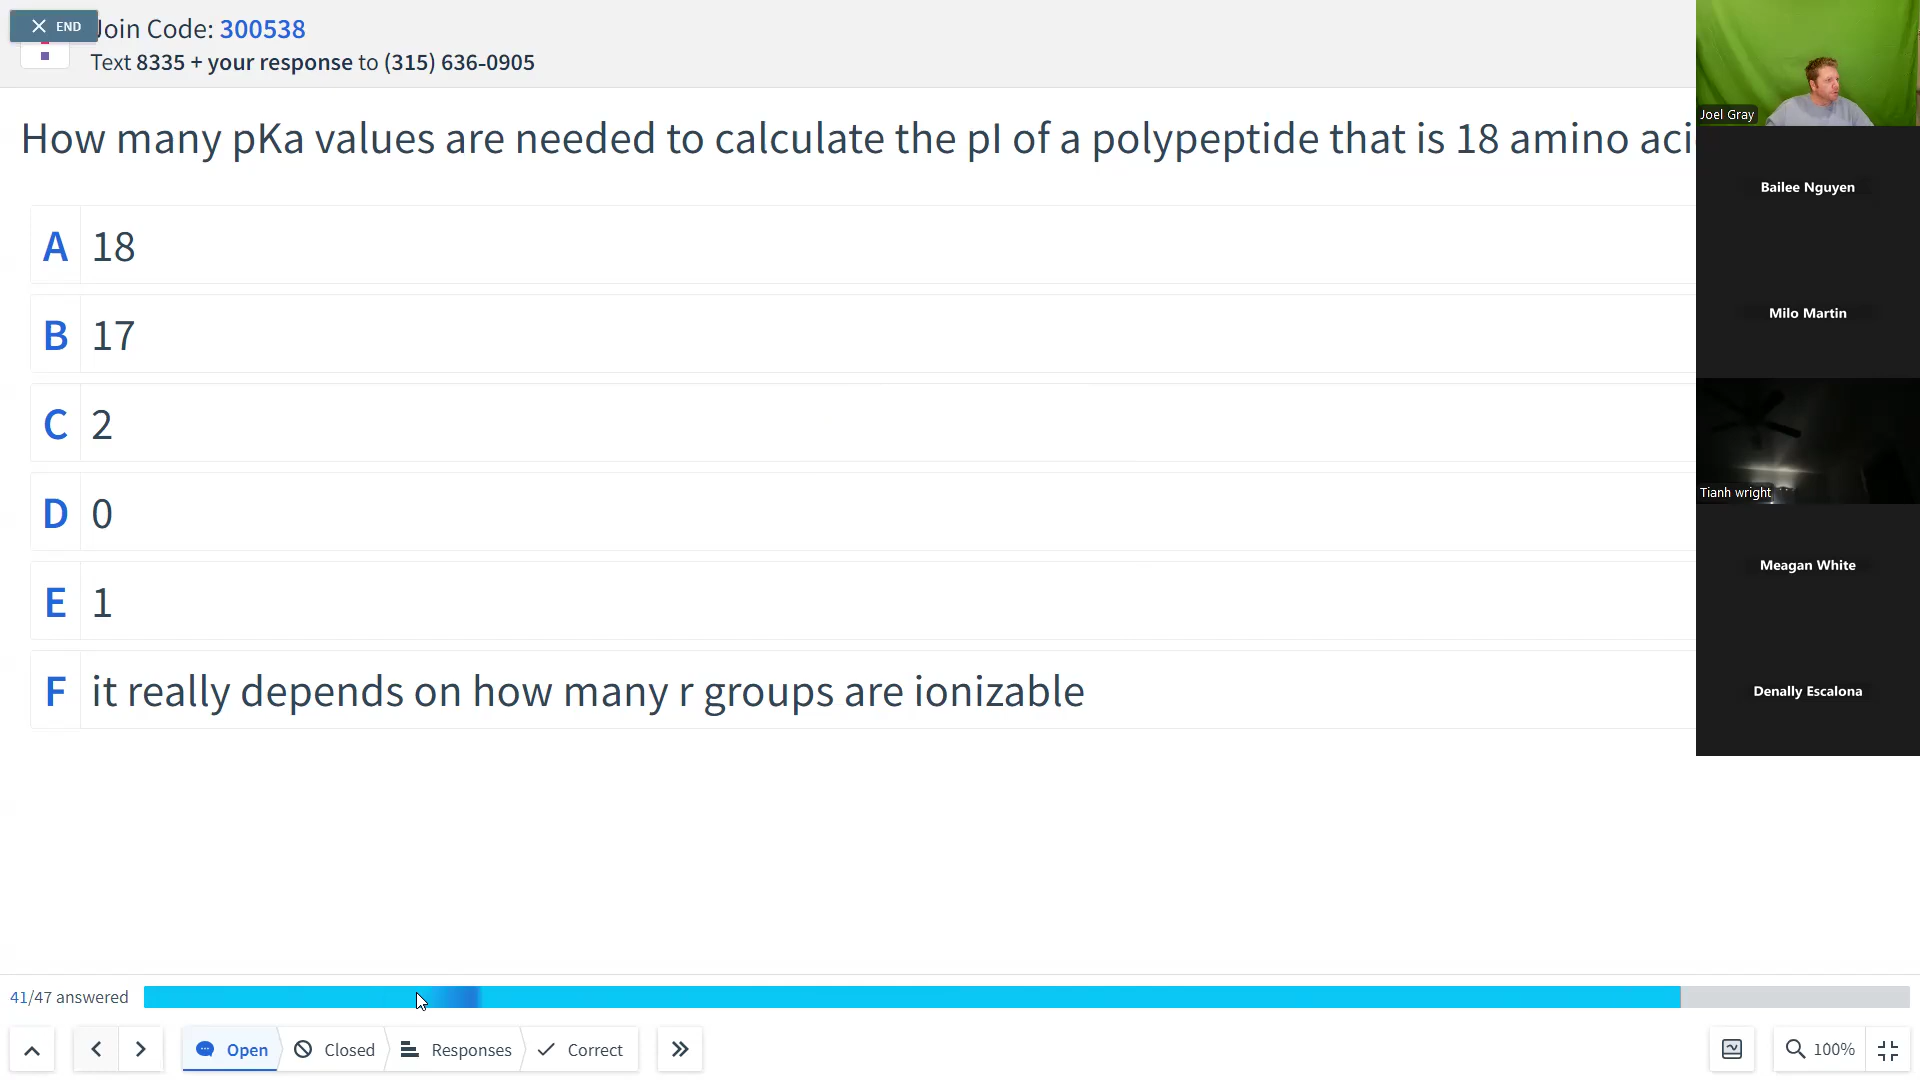 END
Join Code: 300538
Text 8335 + your response to (315) 636-0905
How many pKa values are needed to calculate the pI of a polypeptide that is 18 amino
A 18
B 17
C 2
D 0
E 1
F it really depends on how many r groups are ionizable
Joel Gray
Bailee Nguyen
Milo Martin
Tianh wright
Meagan White
Denally Escalona
41/47 answered
Open
Closed
Responses
Correct
100%